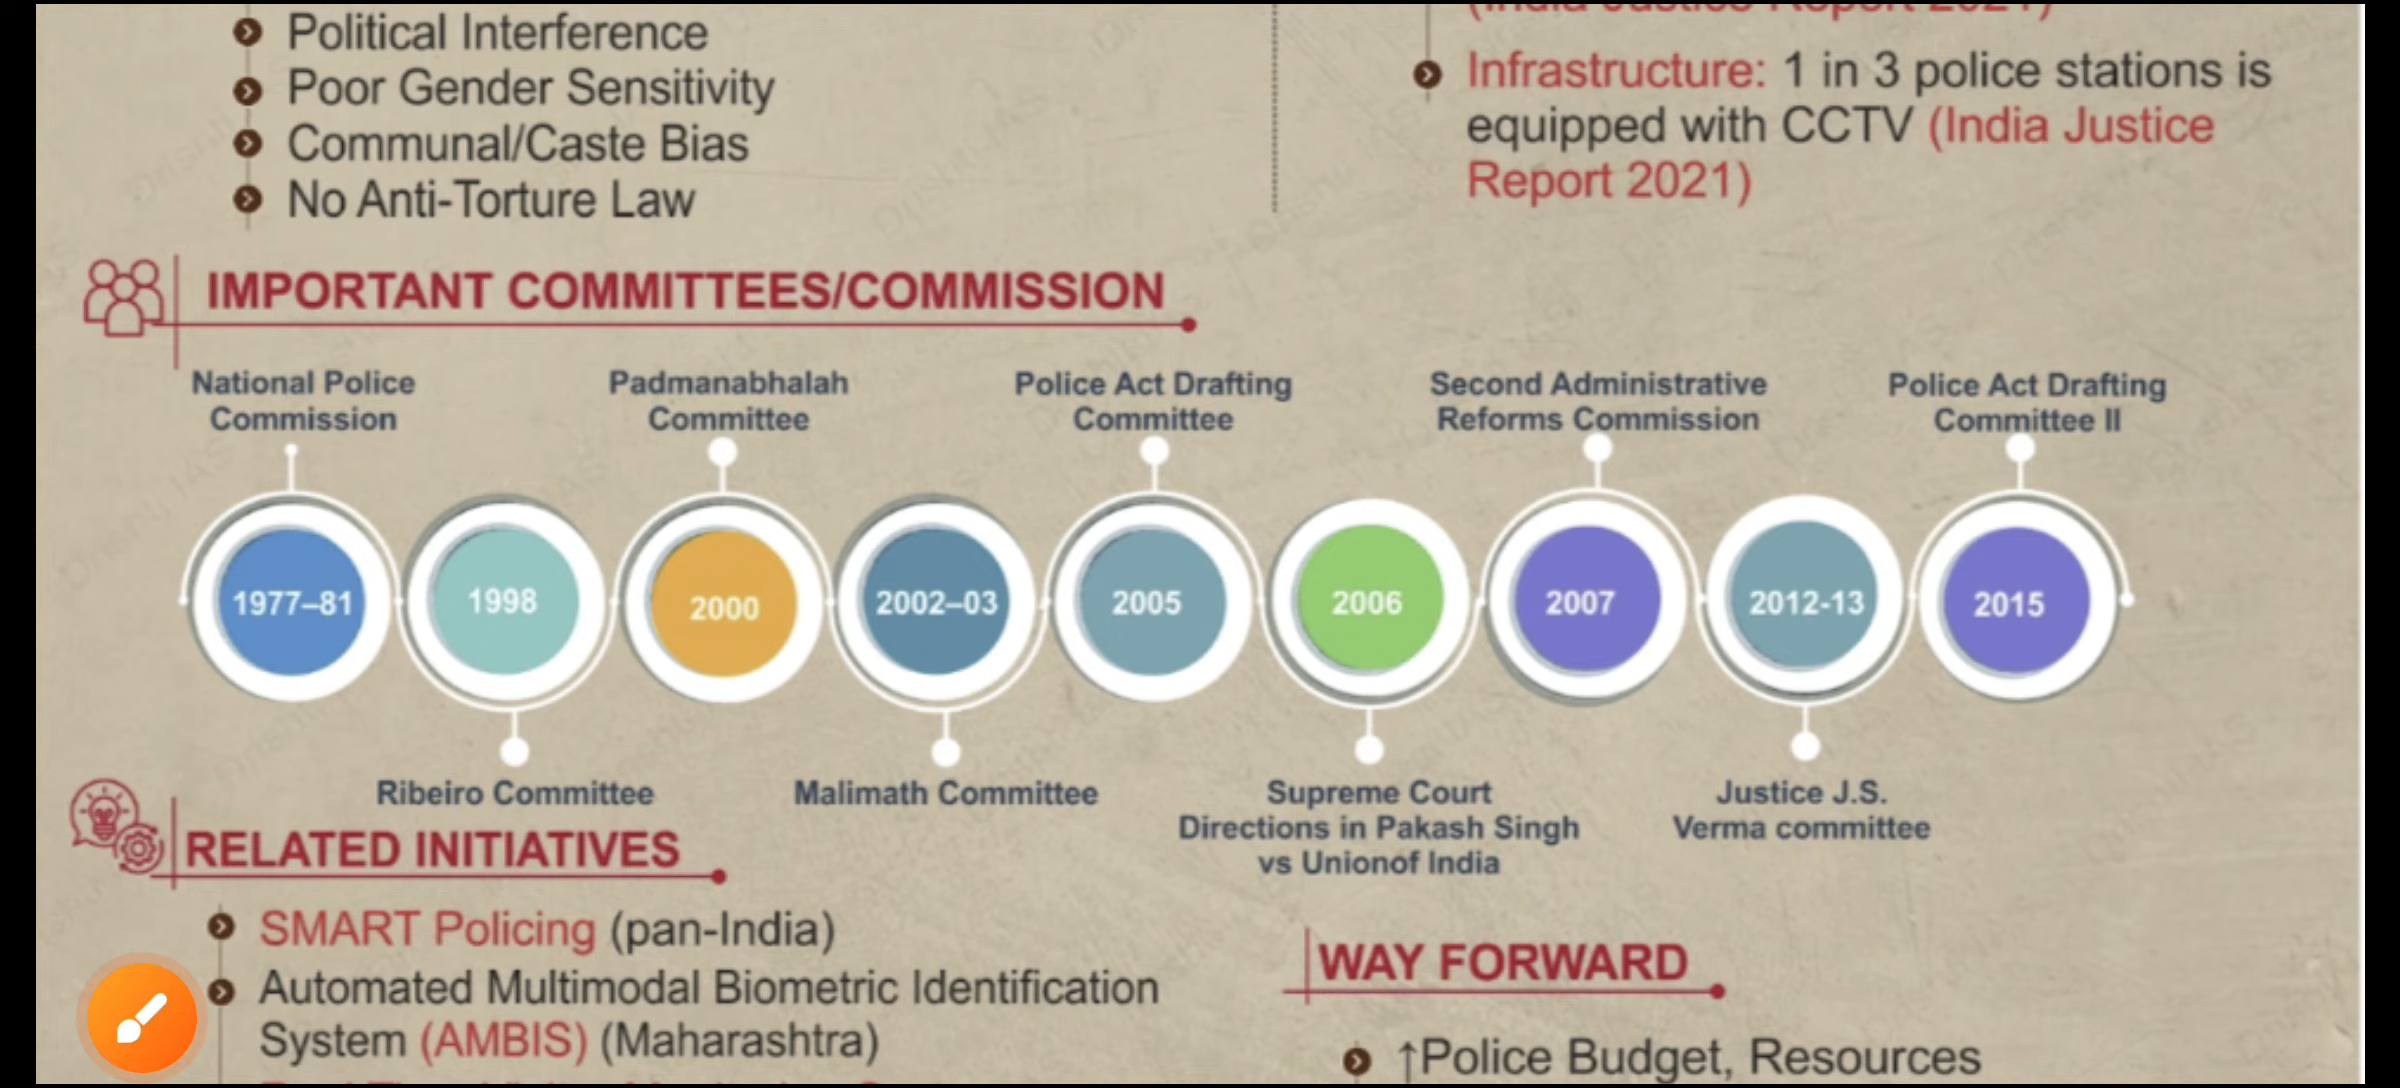 Political Interference
Poor Gender Sensitivity
Communal/Caste Bias
No Anti-Torture Law
(India Justice Report 2021)
Infrastructure: 1 in 3 police stations is
equipped with CCTV (India Justice
Report 2021)
IMPORTANT COMMITTEES/COMMISSION
National Police
Commission
Padmanabhalah
Committee
Police Act Drafting
Committee
Second Administrative
Reforms Commission
Police Act Drafting
Committee II
1977–81
1998
2000
2002–03
2005
2006
2007
2012-13
2015
Ribeiro Committee
Malimath Committee
Supreme Court
Directions in Pakash Singh
vs Unionof India
Justice J.S.
Verma committee
RELATED INITIATIVES
SMART Policing (pan-India)
Automated Multimodal Biometric Identification
System (AMBIS) (Maharashtra)
WAY FORWARD
↑Police Budget, Resources